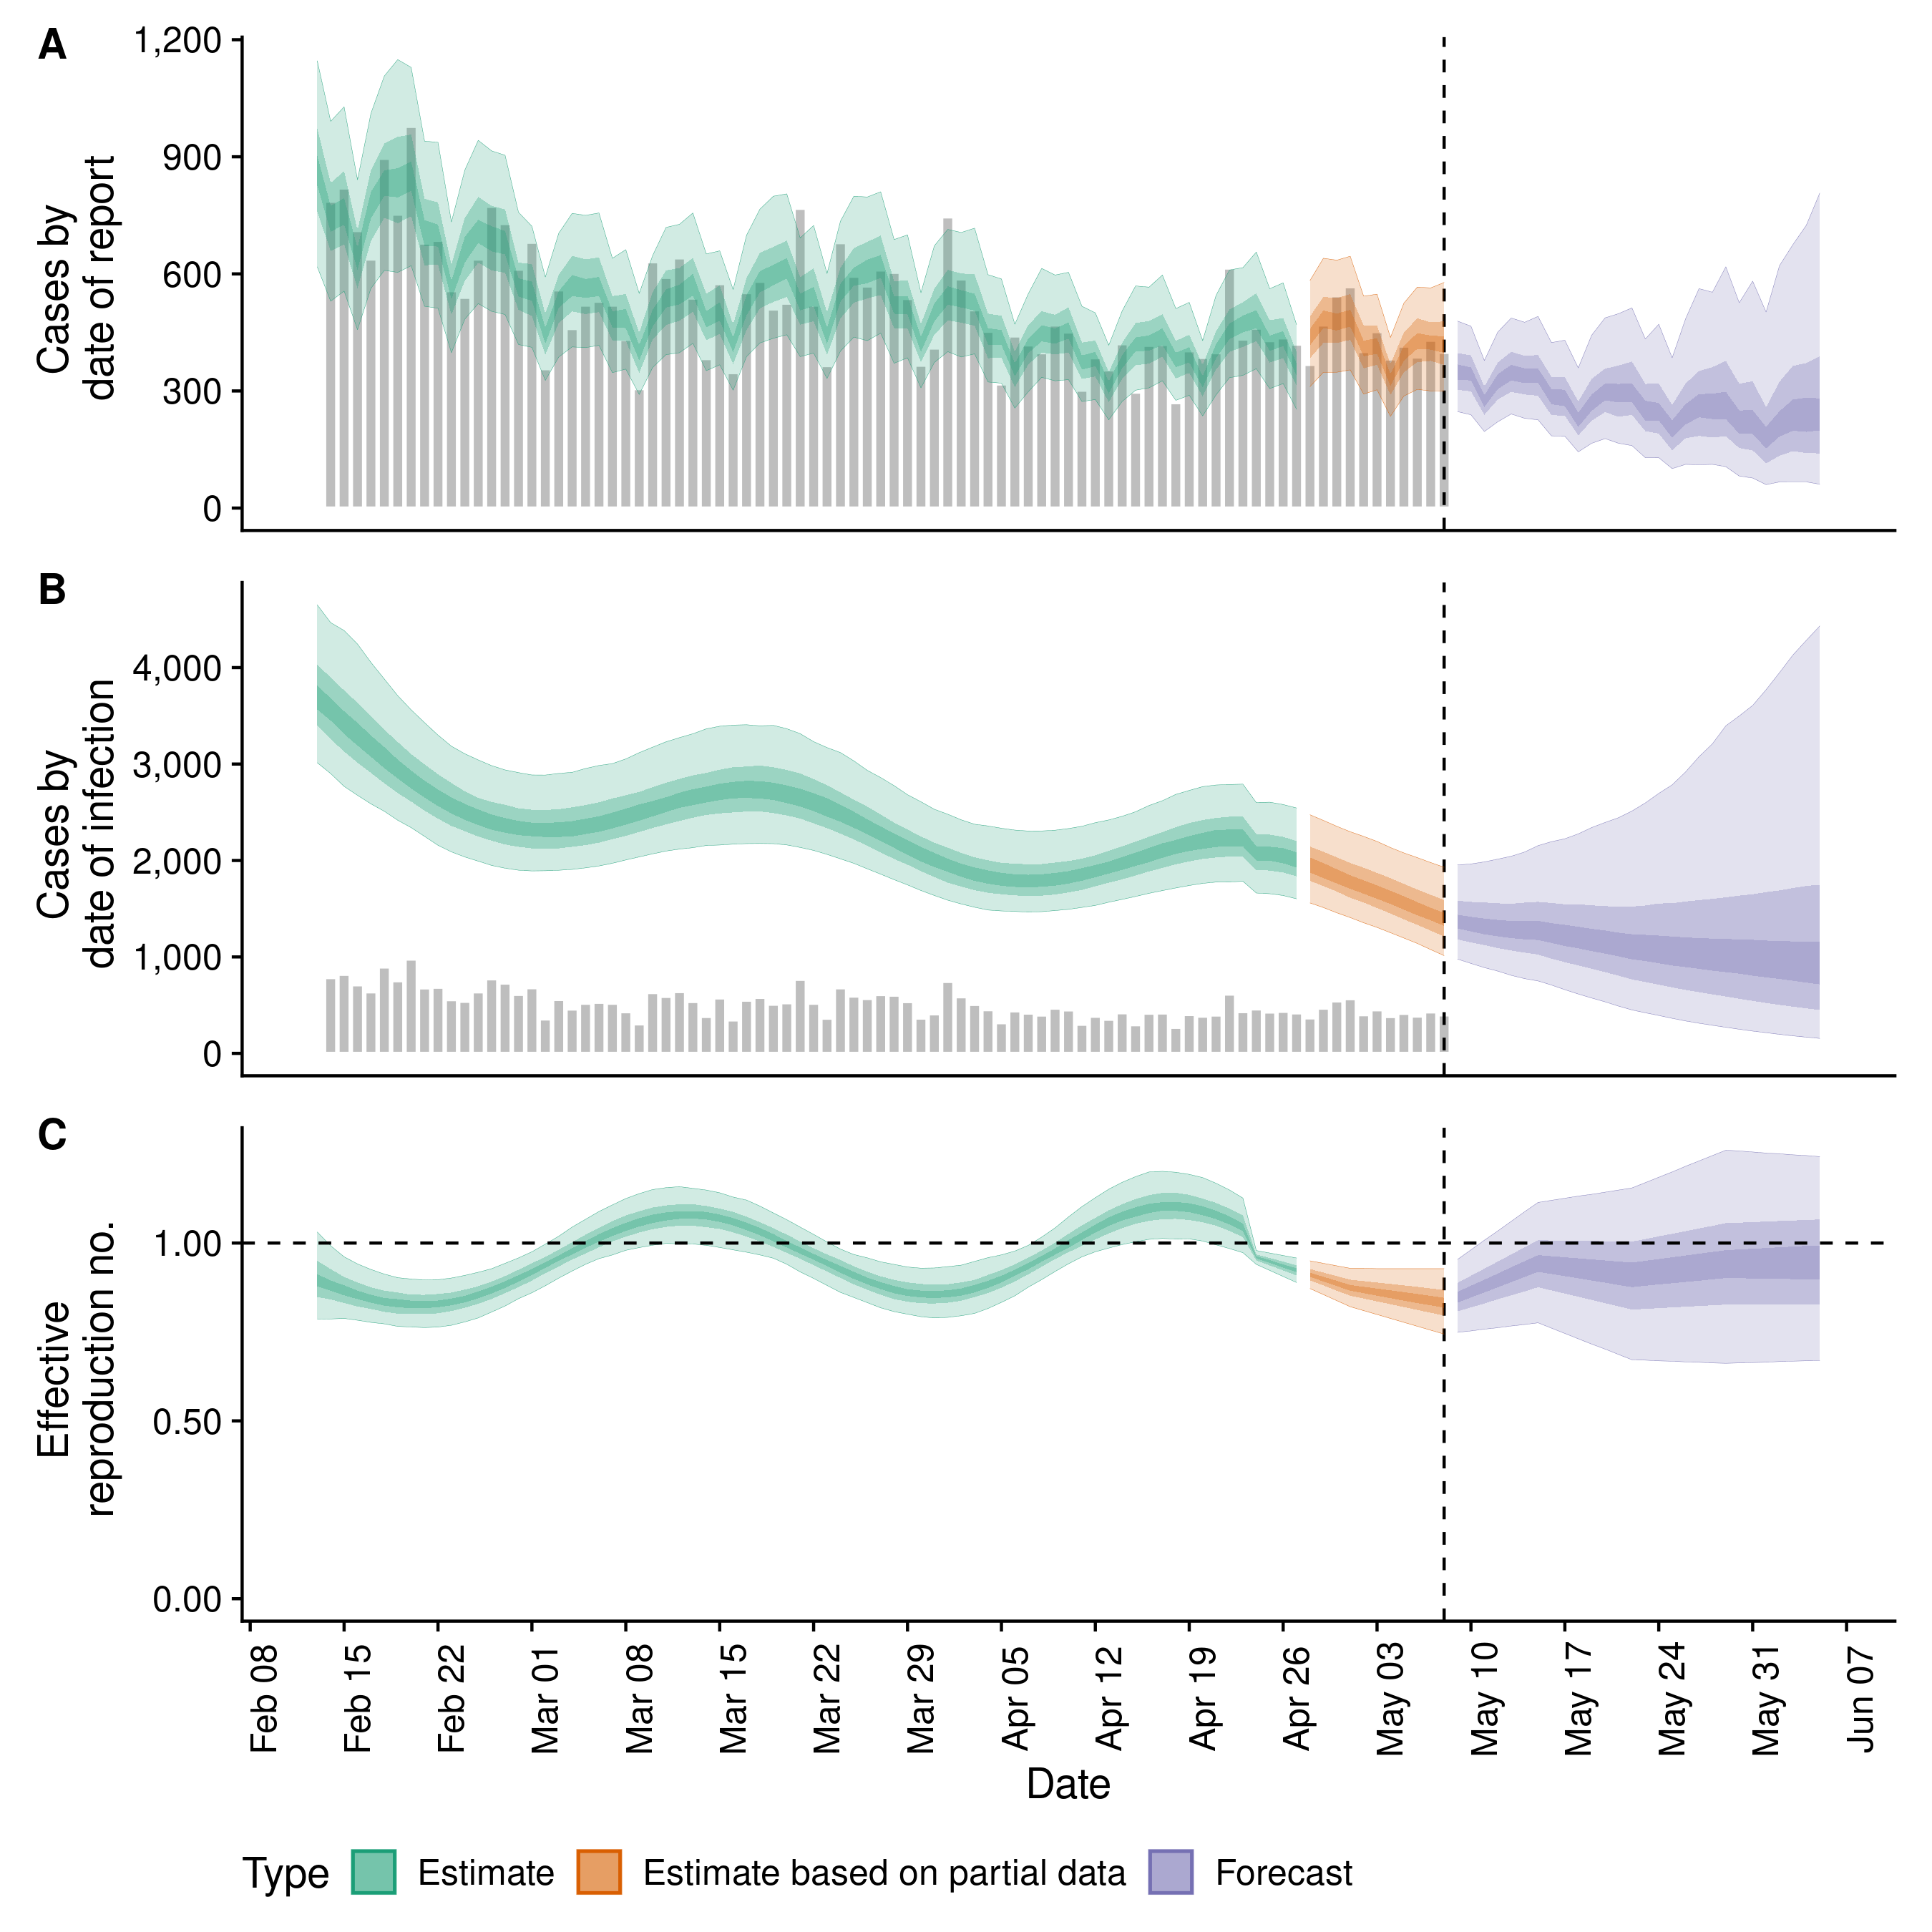 A
Cases by
date of report
1,200
900
600
300
0
B
Cases by
date of infection
4,000
3,000
2,000
1,000
0
C
Effective
reproduction no.
1.00
0.50
0.00
Feb 08
Feb 15
Feb 22
Mar 01
Mar 08
Mar 15
Mar 22
Mar 29
Apr 05
Apr 12
Apr 19
Apr 26
May 03
May 10
May 17
May 24
May 31
Jun 07
Date
Type Estimate Estimate based on partial data Forecast